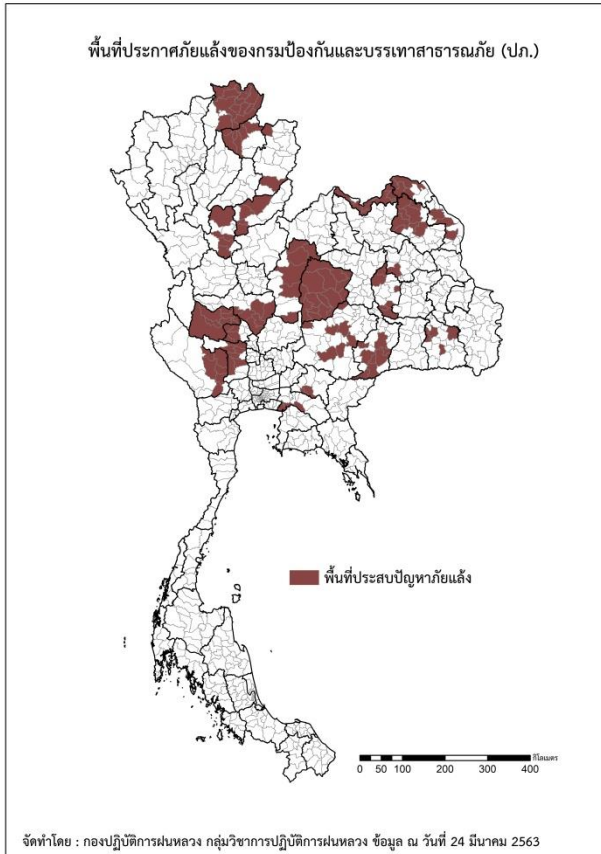 พื้นที่ประกาศภัยแล้งของกรมป้องกันและบรรเทาสาธารณภัย (ปภ.)
พื้นที่ประสบปัญหาภัยแล้ง
กิโลเมตร
0 50 100 200 300 400
จัดทำโดย : กองปฏิบัติการฝนหลวง กลุ่มวิชาการปฏิบัติการฝนหลวง ข้อมูล ณ วันที่ 24 มีนาคม 2563